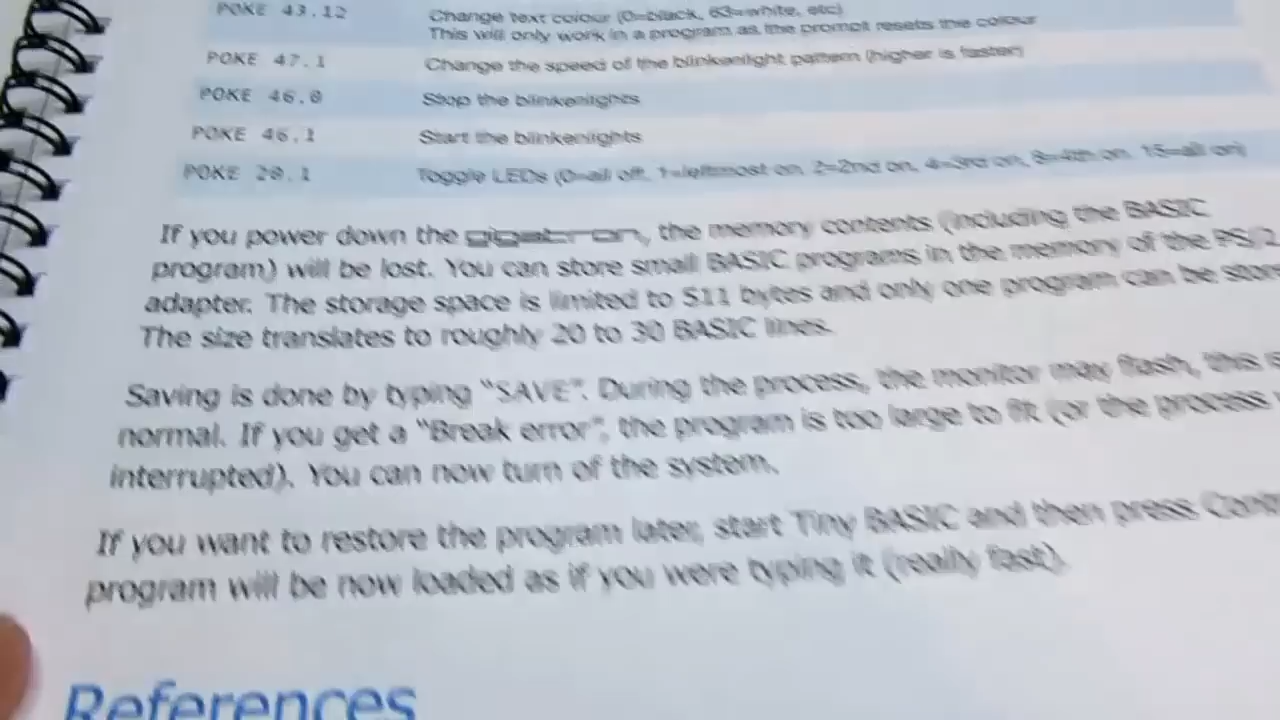 POKE 43.12 Change text colour (0=black, 63=white, etc)
This will only work in a program as the prompt resets the colour
POKE 47.1 Change the speed of the blinkenlight pattern (higher is faster)
POKE 46.0 Stop the blinkenlights
POKE 46.1 Start the blinkenlights
POKE 20.1 Toggle LEDs (0=all off, 1=leftmost on, 2=2nd on, 4=3rd on, 8=4th on, 15=all on)
If you power down the gigatron, the memory contents (including the BASIC
program) will be lost. You can store small BASIC programs in the memory of the PS/2
adapter. The storage space is limited to 511 bytes and only one program can be
The size translates to roughly 20 to 30 BASIC lines.
Saving is done by typing "SAVE". During the process, the monitor may flash, this
normal. If you get a "Break error", the program is too large to fit (or the process
interrupted). You can now turn of the system.
If you want to restore the program later, start Tiny BASIC and then press
program will be now loaded as if you were typing it (really fast).
References